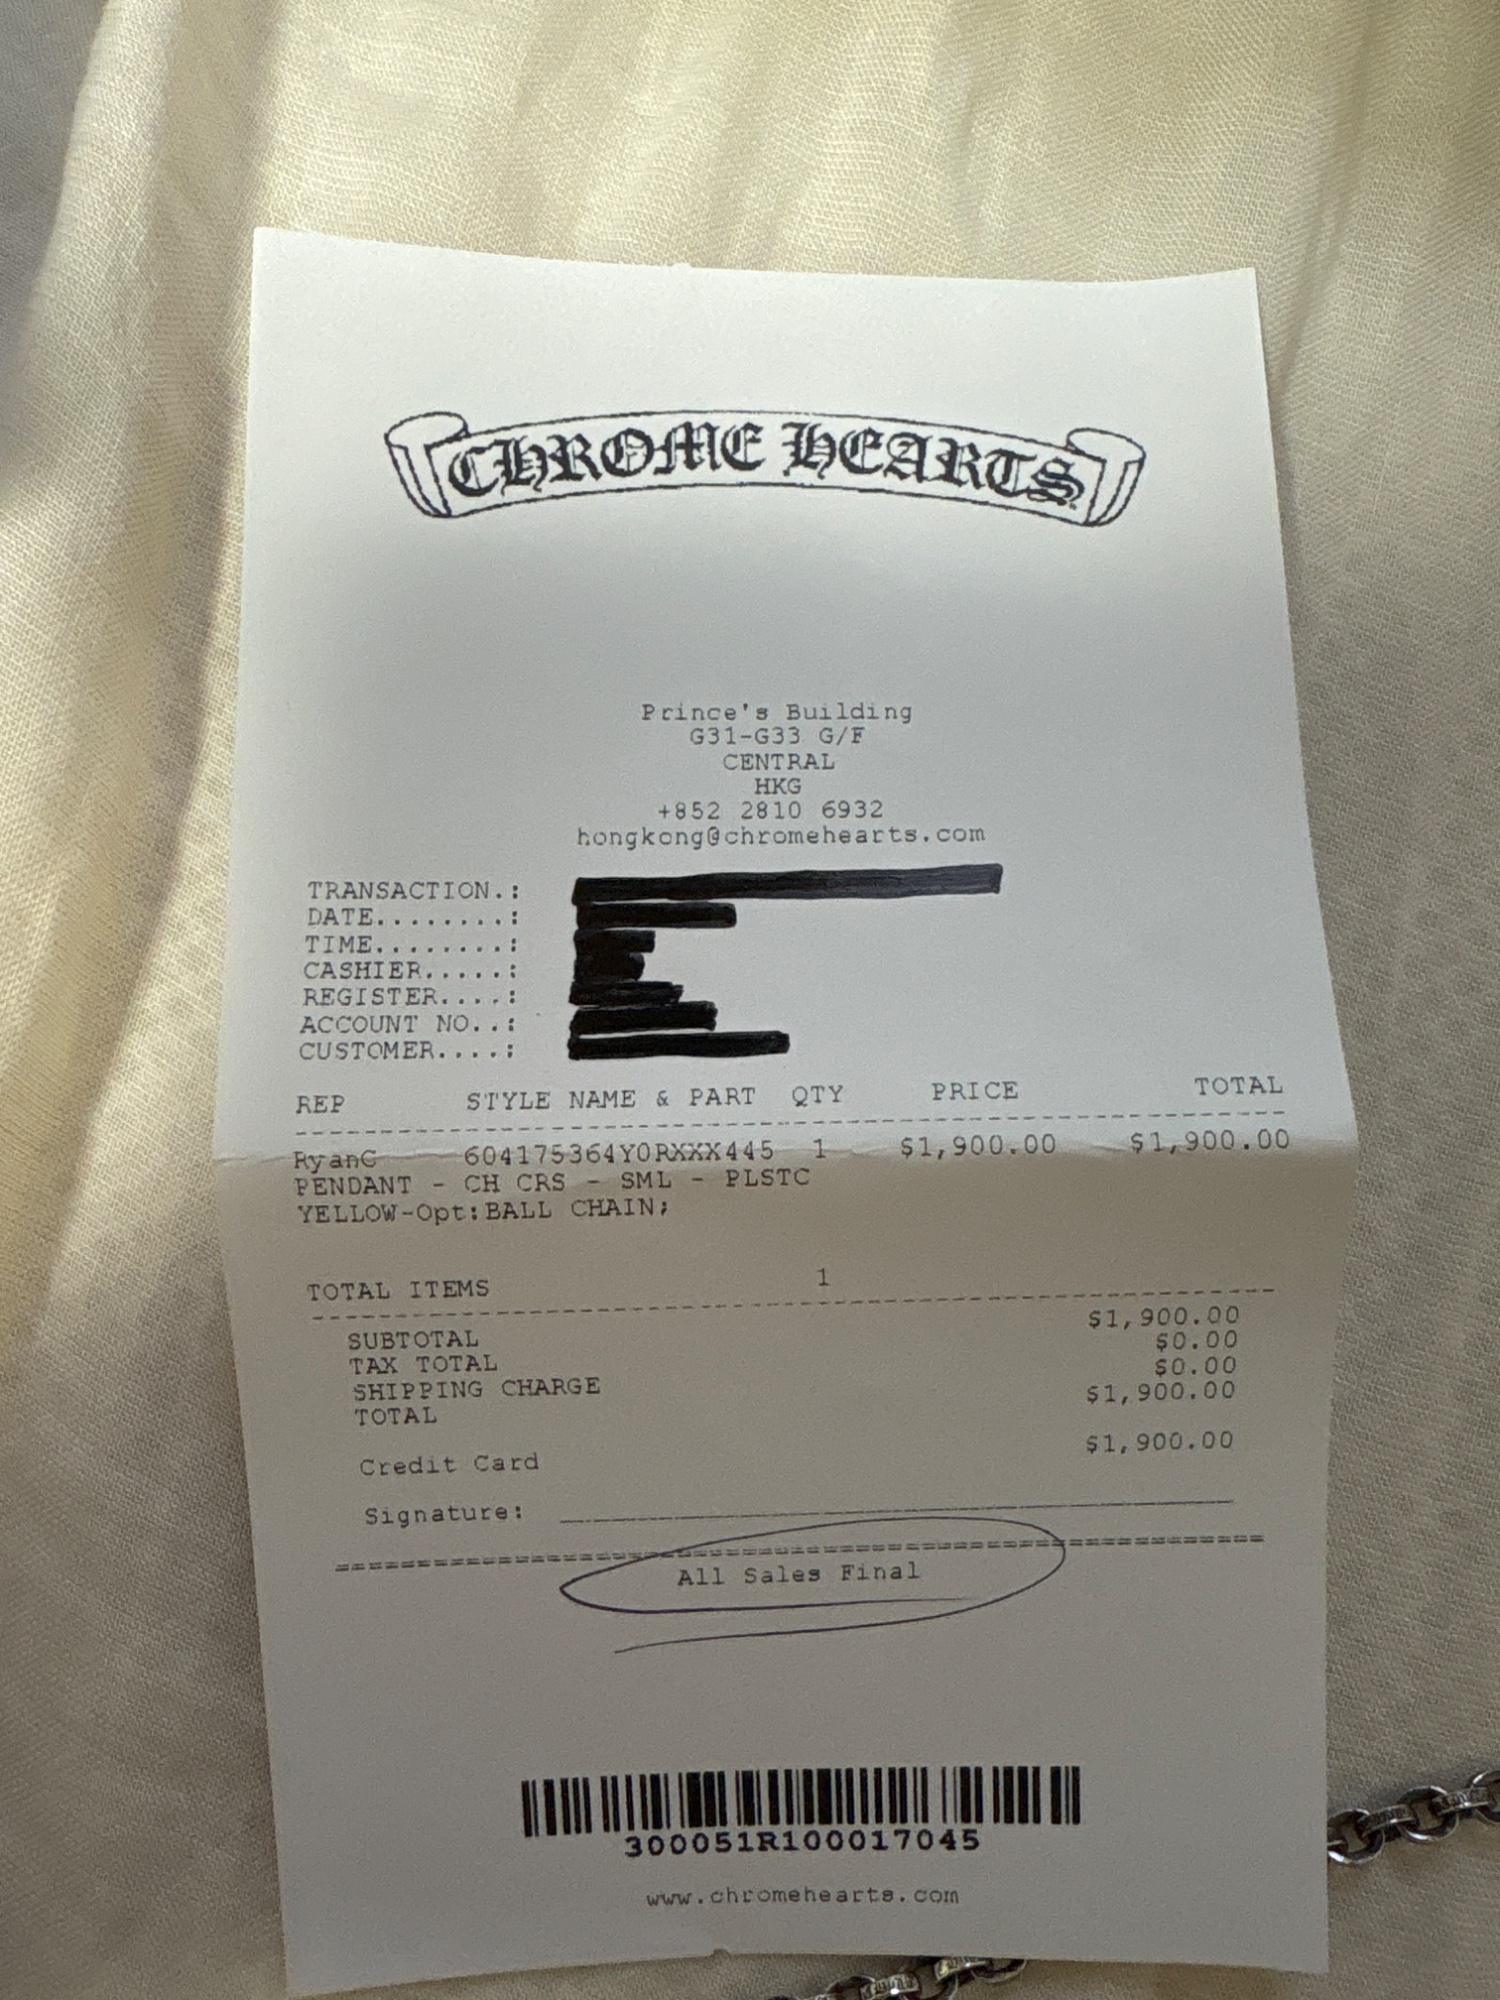 CHROME HEARTS
Prince's Building
G31-G33 G/F
CENTRAL
HKG
+852 2810 6932
hongkong@chromehearts.com
TRANSACTION.:
DATE........:
TIME........:
CASHIER.....:
REGISTER....:
ACCOUNT NO..:
CUSTOMER....:
REP STYLE NAME & PART QTY PRICE TOTAL
RyanC 604175364Y0RXXX445 1 $1,900.00 $1,900.00
PENDANT - CH CRS - SML - PLSTC
YELLOW-Opt:BALL CHAIN;
TOTAL ITEMS 1
SUBTOTAL $1,900.00
TAX TOTAL $0.00
SHIPPING CHARGE $0.00
TOTAL $1,900.00
Credit Card $1,900.00
Signature:
All Sales Final
300051R100017045
www.chromehearts.com